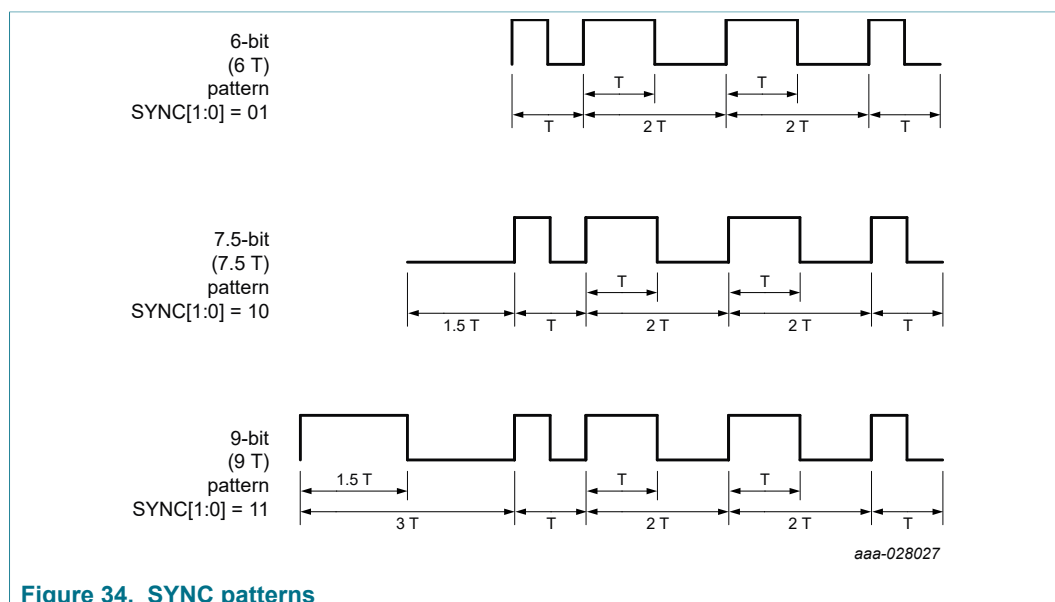 6-bit
(6 T)
pattern
SYNC[1:0] = 01
T
T
T
2 T
2 T
T
7.5-bit
(7.5 T)
pattern
SYNC[1:0] = 10
T
T
1.5 T
T
2 T
2 T
T
9-bit
(9 T)
pattern
SYNC[1:0] = 11
1.5 T
T
T
3 T
T
2 T
2 T
T
aaa-028027
Figure 34. SYNC patterns